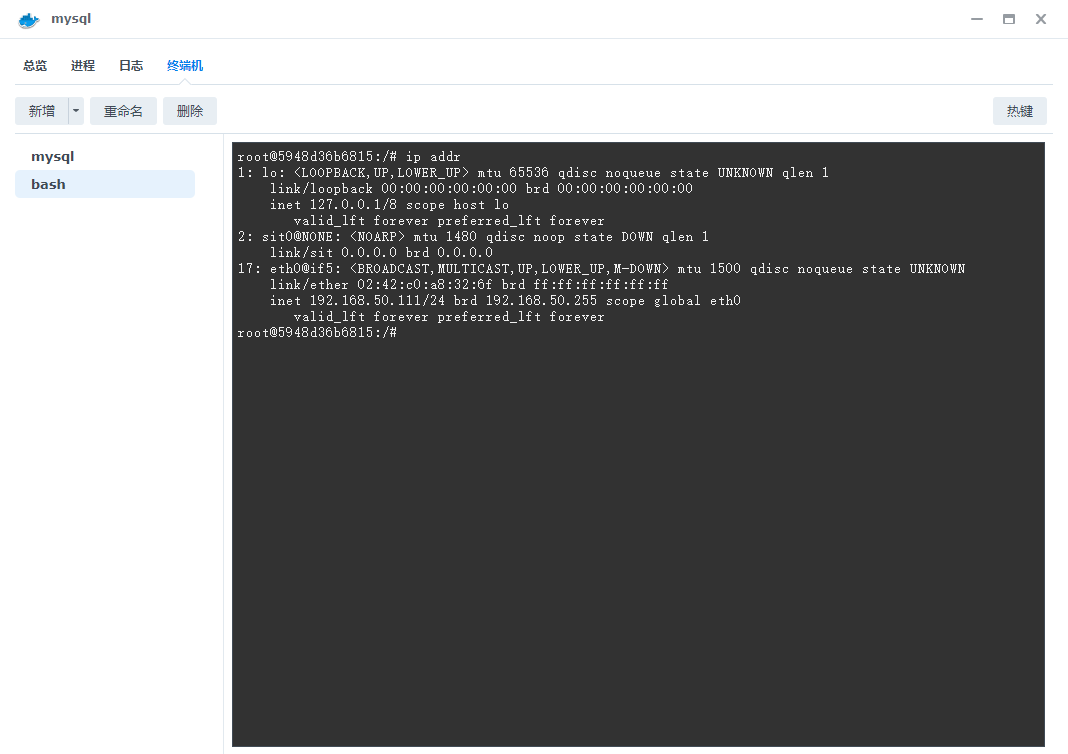 mysql
总览 进程 日志 终端机
新增 重命名 删除 热键
mysql
bash
root@5948d36b6815:/# ip addr
1: lo: <LOOPBACK,UP,LOWER_UP> mtu 65536 qdisc noqueue state UNKNOWN qlen 1
    link/loopback 00:00:00:00:00:00 brd 00:00:00:00:00:00
    inet 127.0.0.1/8 scope host lo
       valid_lft forever preferred_lft forever
2: sit0@NONE: <NOARP> mtu 1480 qdisc noop state DOWN qlen 1
    link/sit 0.0.0.0 brd 0.0.0.0
17: eth0@if5: <BROADCAST,MULTICAST,UP,LOWER_UP,M-DOWN> mtu 1500 qdisc noqueue state UNKNOWN
    link/ether 02:42:c0:a8:32:6f brd ff:ff:ff:ff:ff:ff
    inet 192.168.50.111/24 brd 192.168.50.255 scope global eth0
       valid_lft forever preferred_lft forever
root@5948d36b6815:/#